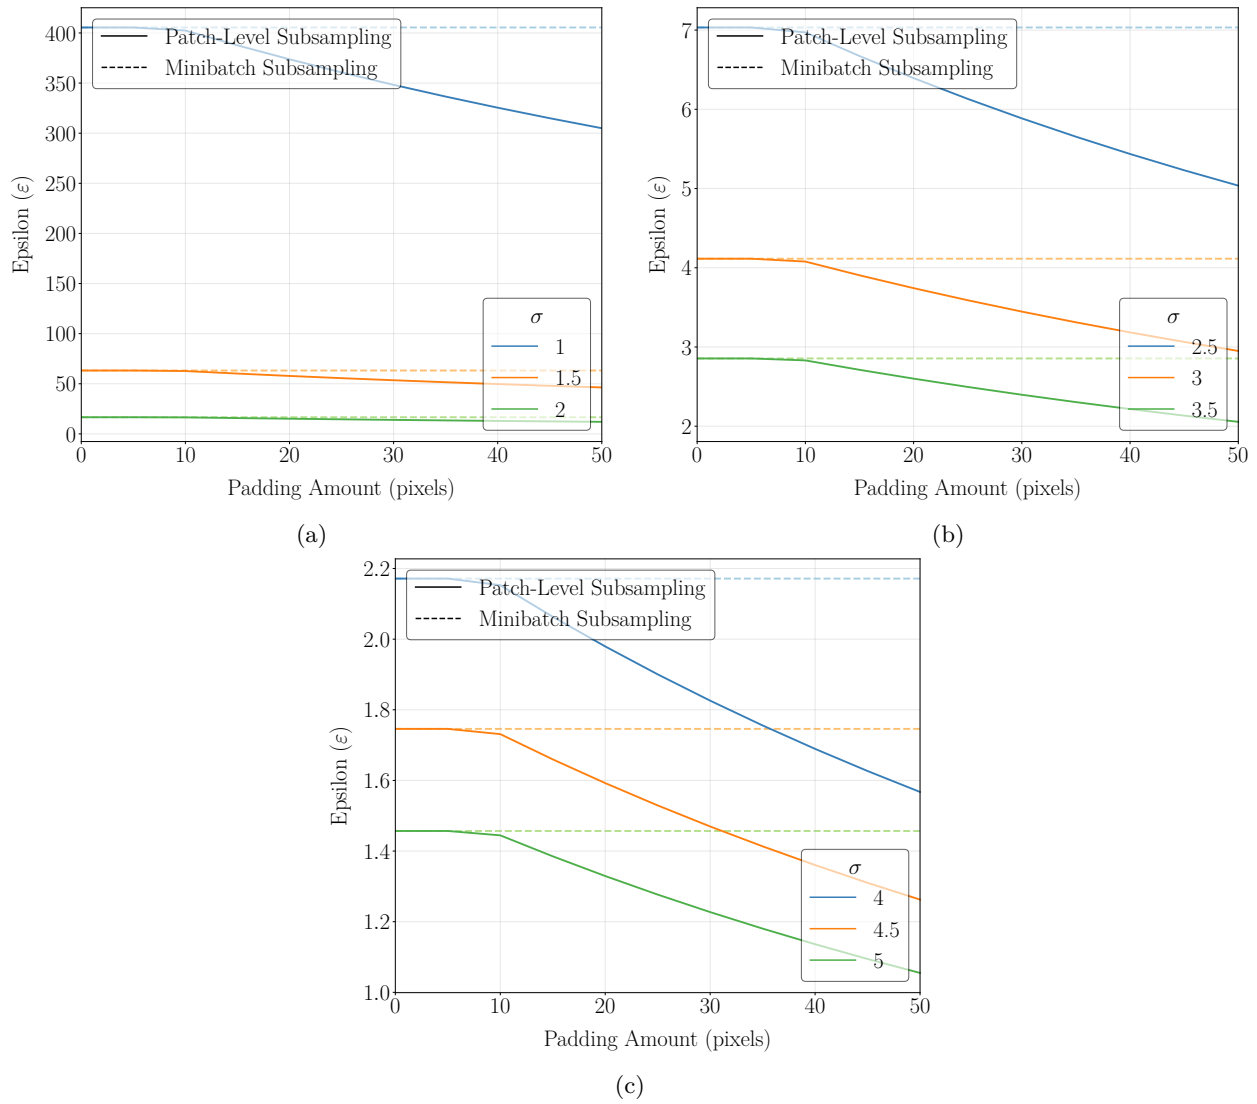 400
350
300
250
200
150
100
50
0
Epsilon (ε)
Patch-Level Subsampling
Minibatch Subsampling
σ
1
1.5
2
0 10 20 30 40 50
Padding Amount (pixels)
(a)
7
6
5
4
3
2
Epsilon (ε)
Patch-Level Subsampling
Minibatch Subsampling
σ
2.5
3
3.5
0 10 20 30 40 50
Padding Amount (pixels)
(b)
2.2
2.0
1.8
1.6
1.4
1.2
1.0
Epsilon (ε)
Patch-Level Subsampling
Minibatch Subsampling
σ
4
4.5
5
0 10 20 30 40 50
Padding Amount (pixels)
(c)